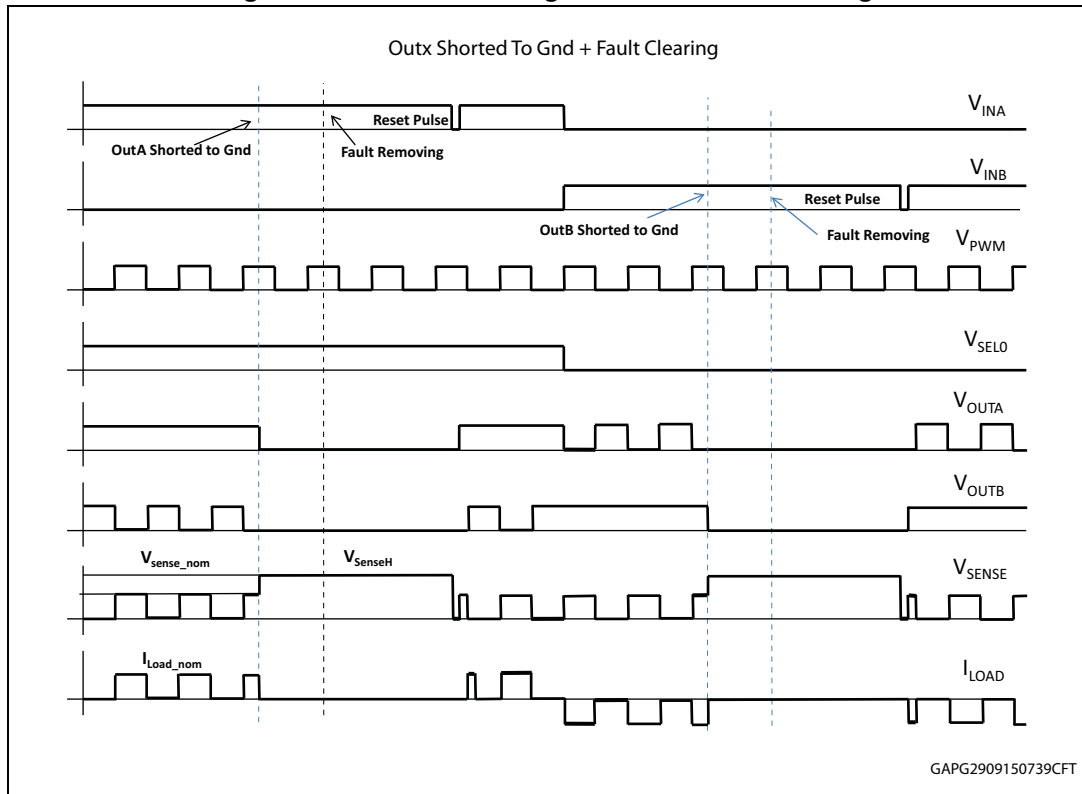 Outx Shorted To Gnd + Fault Clearing
V_INA
Reset Pulse
OutA Shorted to Gnd
Fault Removing
V_INB
Reset Pulse
OutB Shorted to Gnd
Fault Removing
V_PWM
V_SEL0
V_OUTA
V_OUTB
V_sense_nom
V_SenseH
V_SENSE
I_Load_nom
I_LOAD
GAPG2909150739CFT